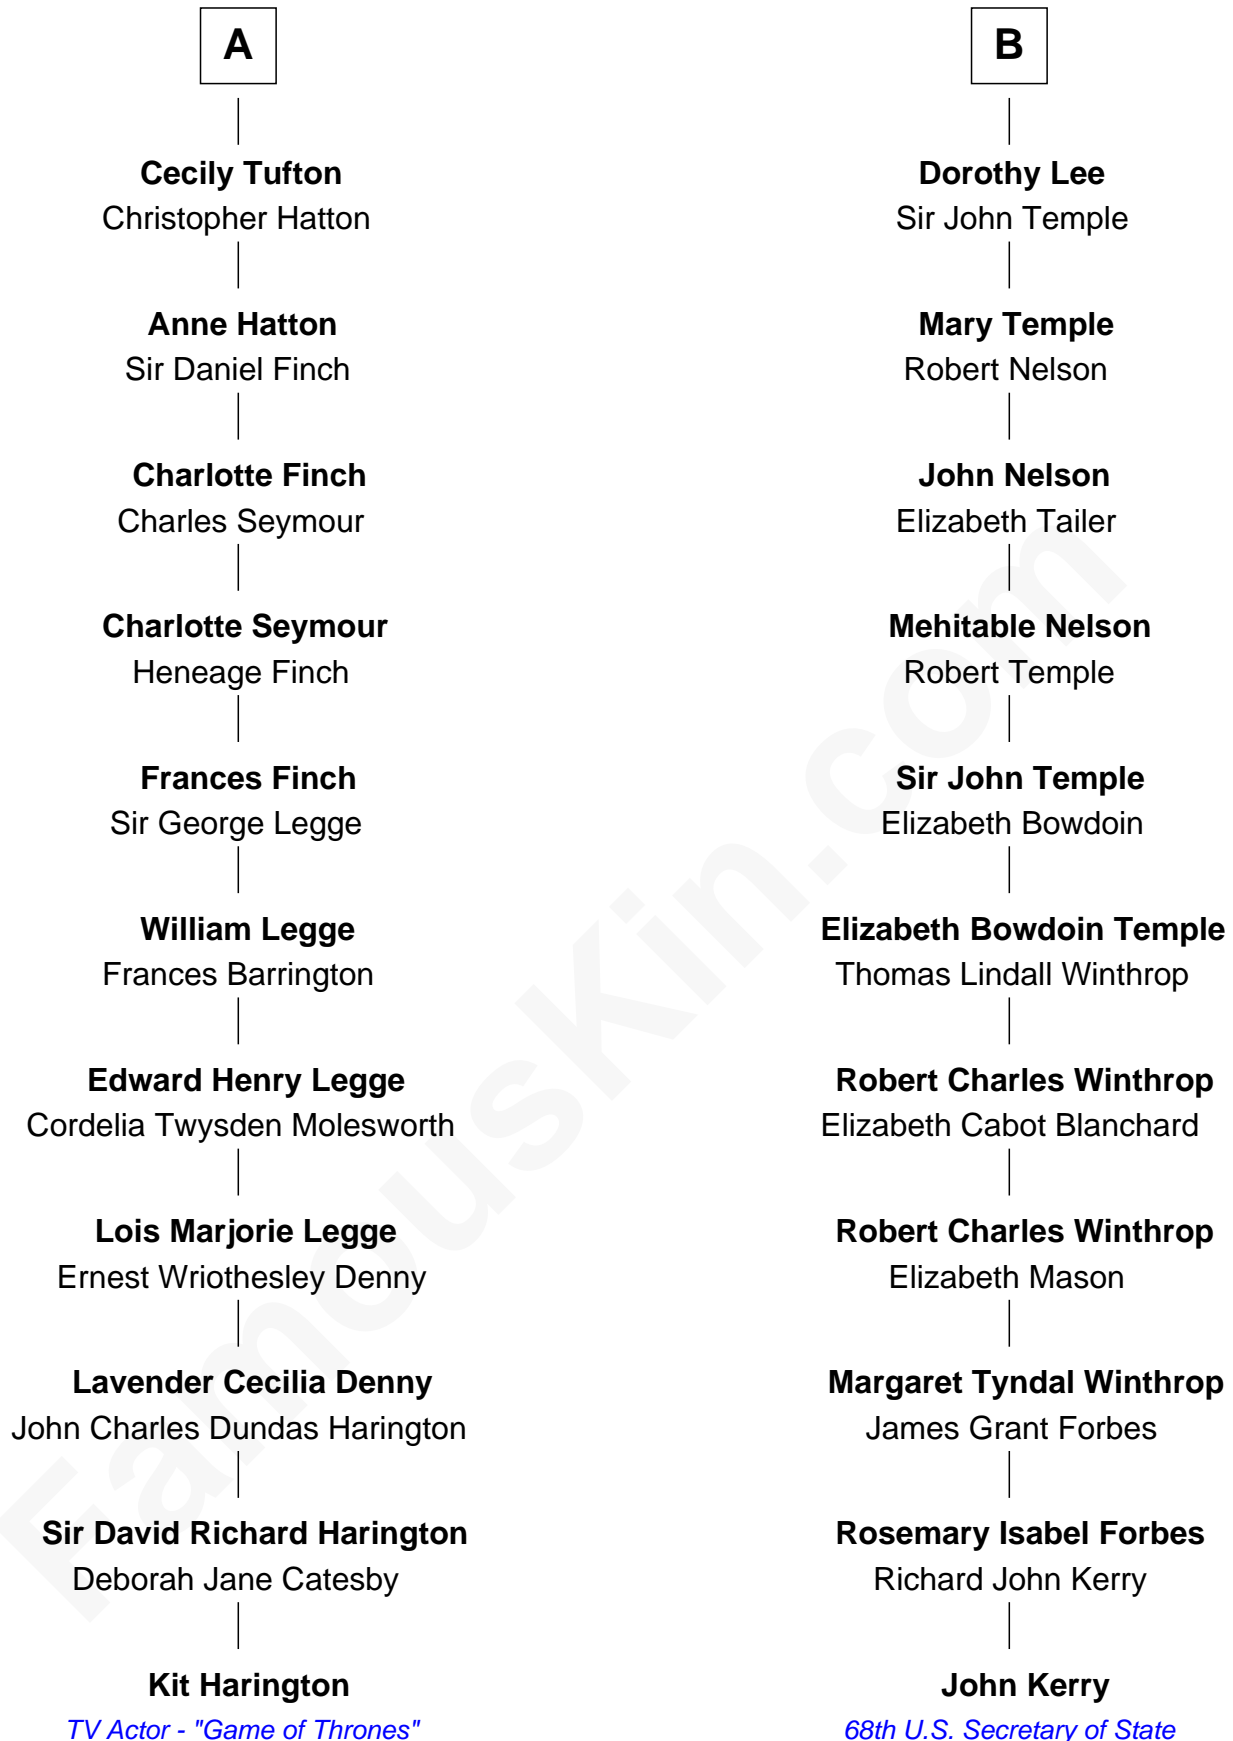 A
Cecily Tufton
Christopher Hatton
Anne Hatton
Sir Daniel Finch
Charlotte Finch
Charles Seymour
Charlotte Seymour
Heneage Finch
Frances Finch
Sir George Legge
William Legge
Frances Barrington
Edward Henry Legge
Cordelia Twysden Molesworth
Lois Marjorie Legge
Ernest Wriothesley Denny
Lavender Cecilia Denny
John Charles Dundas Harington
Sir David Richard Harington
Deborah Jane Catesby
Kit Harington
TV Actor - "Game of Thrones"
B
Dorothy Lee
Sir John Temple
Mary Temple
Robert Nelson
John Nelson
Elizabeth Tailer
Mehitable Nelson
Robert Temple
Sir John Temple
Elizabeth Bowdoin
Elizabeth Bowdoin Temple
Thomas Lindall Winthrop
Robert Charles Winthrop
Elizabeth Cabot Blanchard
Robert Charles Winthrop
Elizabeth Mason
Margaret Tyndal Winthrop
James Grant Forbes
Rosemary Isabel Forbes
Richard John Kerry
John Kerry
68th U.S. Secretary of State
FamousKin.com